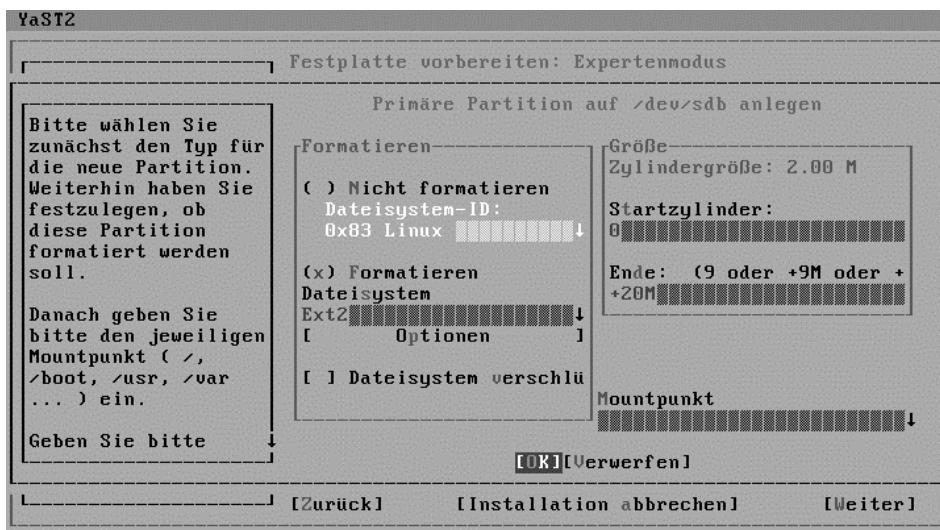 YaST2
Festplatte vorbereiten: Expertenmodus
Primäre Partition auf /dev/sdb anlegen
Bitte wählen Sie
zunächst den Typ für
die neue Partition.
Weiterhin haben Sie
festzulegen, ob
diese Partition
formatiert werden
soll.
Danach geben Sie
bitte den jeweiligen
Mountpunkt ( /,
/boot, /usr, /var
... ) ein.
Geben Sie bitte
Formatieren
( ) Nicht formatieren
Dateisystem-ID:
0x83 Linux
(x) Formatieren
Dateisystem
Ext2
[ Optionen ]
[ ] Dateisystem verschlü
Größe
Zylindergröße: 2.00 M
Startzylinder:
0
Ende: (9 oder +9M oder +
+20M
Mountpunkt
[OK][Verwerfen]
[Zurück] [Installation abbrechen] [Weiter]